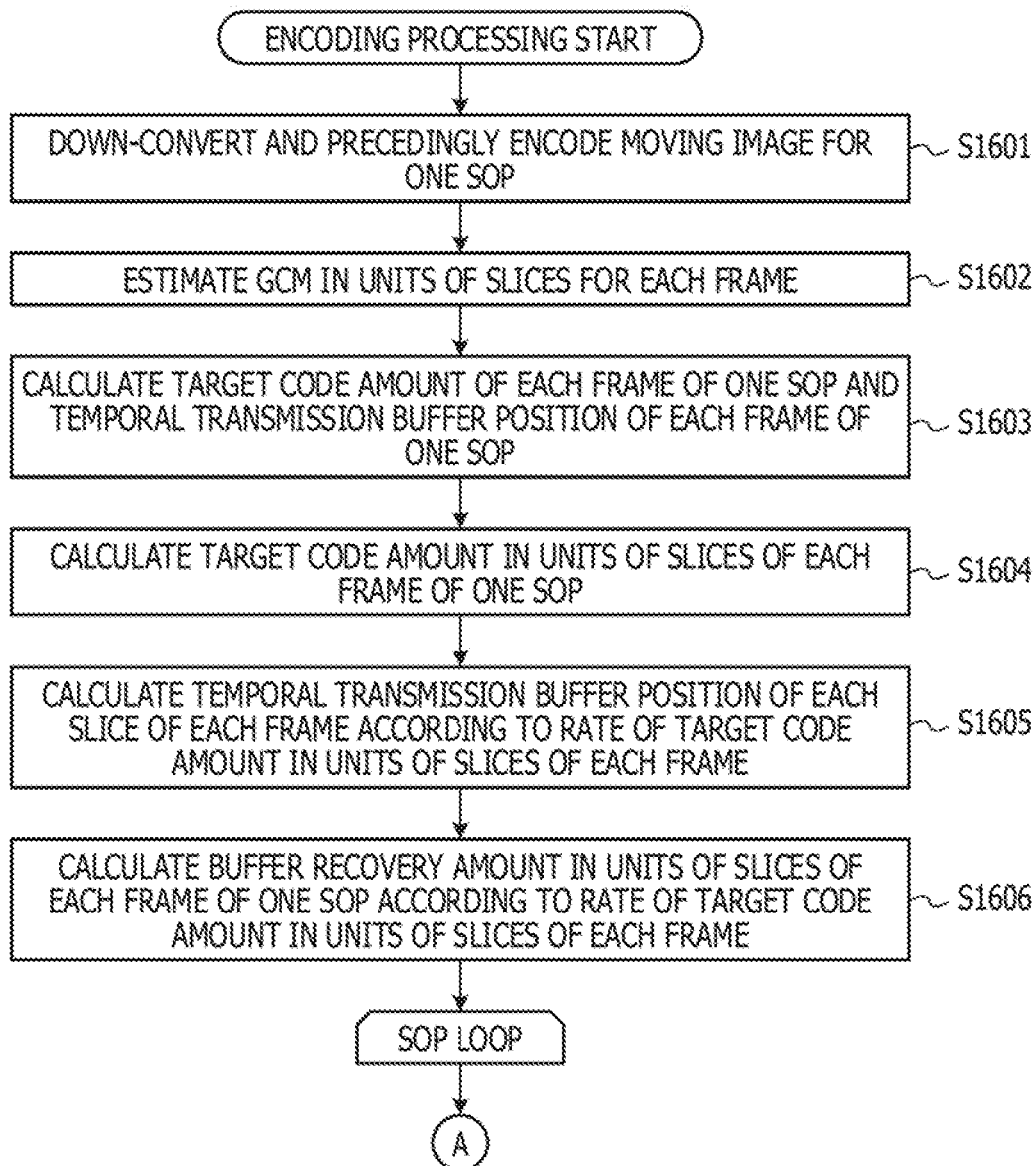 ENCODING PROCESSING START
DOWN-CONVERT AND PRECEDINGLY ENCODE MOVING IMAGE FOR
ONE SOP
S1601
ESTIMATE GCM IN UNITS OF SLICES FOR EACH FRAME
S1602
CALCULATE TARGET CODE AMOUNT OF EACH FRAME OF ONE SOP AND
TEMPORAL TRANSMISSION BUFFER POSITION OF EACH FRAME OF
ONE SOP
S1603
CALCULATE TARGET CODE AMOUNT IN UNITS OF SLICES OF EACH
FRAME OF ONE SOP
S1604
CALCULATE TEMPORAL TRANSMISSION BUFFER POSITION OF EACH
SLICE OF EACH FRAME ACCORDING TO RATE OF TARGET CODE
AMOUNT IN UNITS OF SLICES OF EACH FRAME
S1605
CALCULATE BUFFER RECOVERY AMOUNT IN UNITS OF SLICES OF
EACH FRAME OF ONE SOP ACCORDING TO RATE OF TARGET CODE
AMOUNT IN UNITS OF SLICES OF EACH FRAME
S1606
SOP LOOP
A